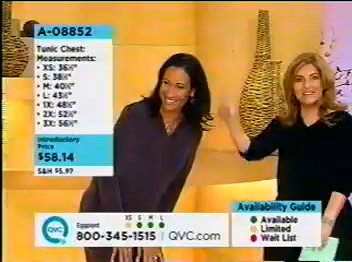 A-08852
Tunic Chest:
Measurements:
• XS: 36½"
• S: 38½"
• M: 40½"
• L: 43½"
• 1X: 48½"
• 2X: 52½"
• 3X: 56½"
Introductory
Price
$58.14
S&H $5.97
Availability Guide
Available
Limited
Wait List
XS S M L
Eggplant
QVC
800-345-1515 | QVC.com